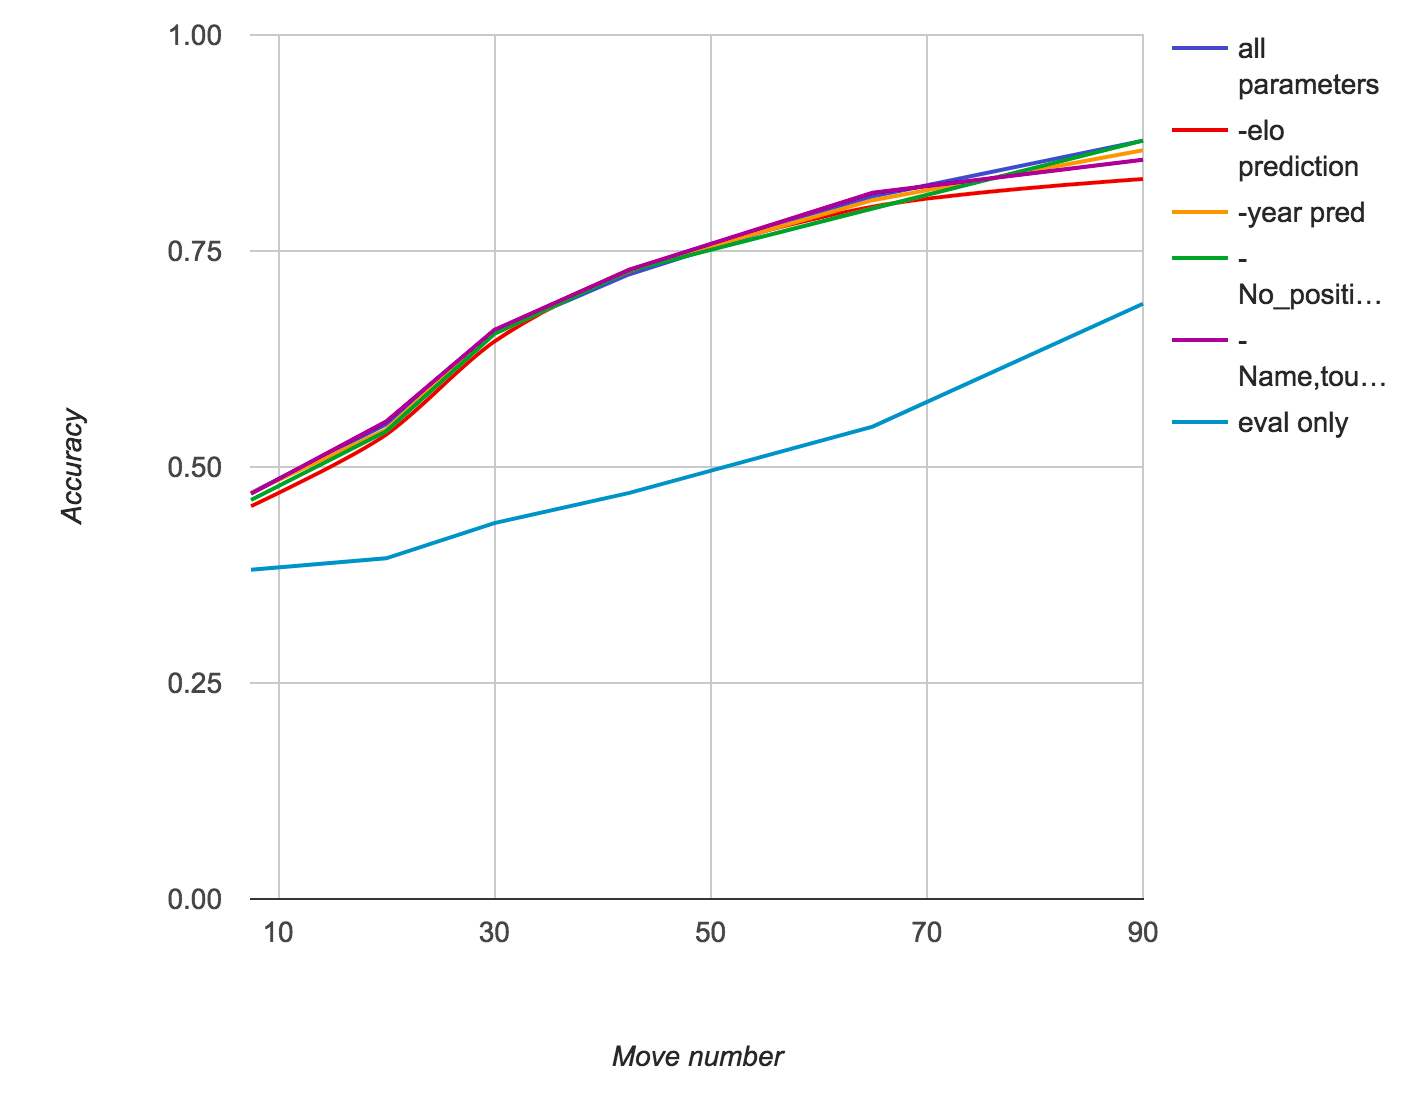 1.00
0.75
0.50
0.25
0.00
Accuracy
10 30 50 70 90
Move number
all
parameters
-elo
prediction
-year pred
-
No_positi…
-
Name,tou…
eval only